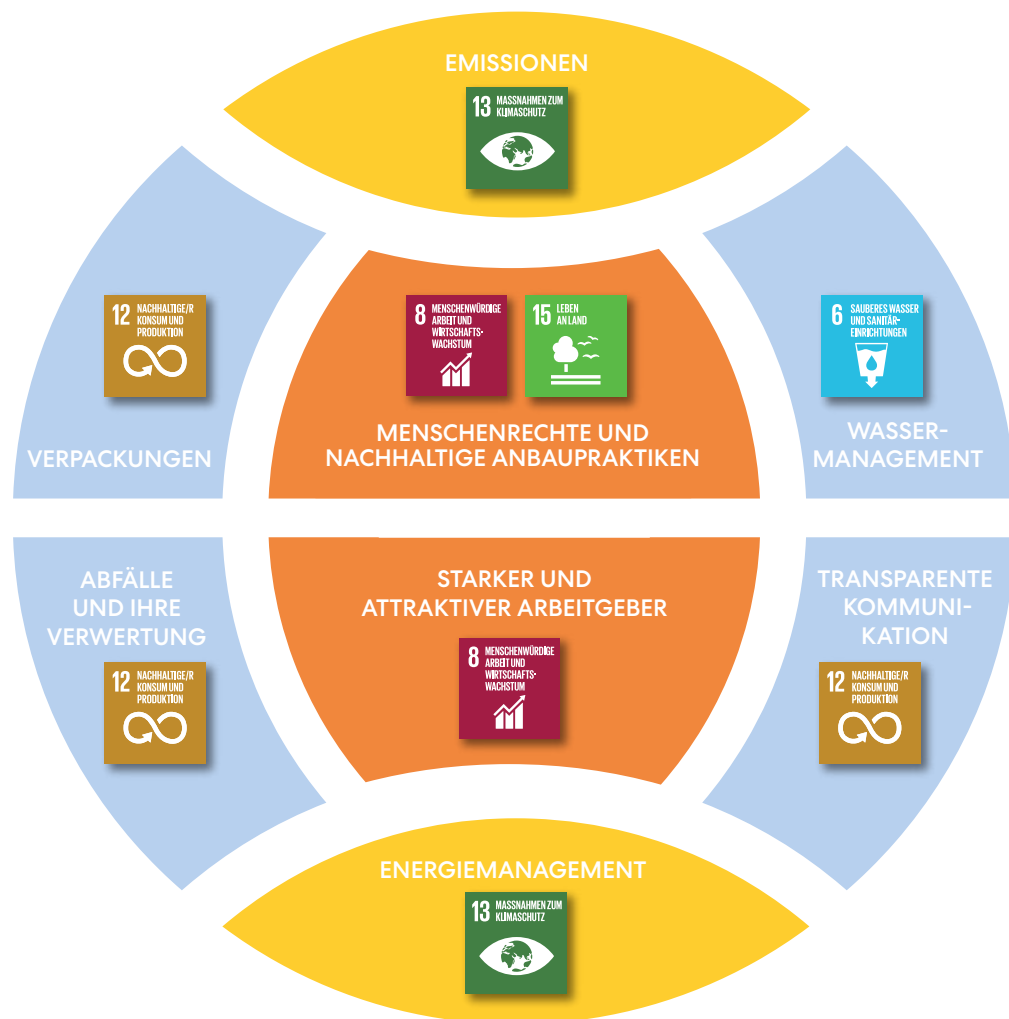 EMISSIONEN
13 MASSNAHMEN ZUM
KLIMASCHUTZ
12 NACHHALTIGE/R
KONSUM UND
PRODUKTION
VERPACKUNGEN
8 MENSCHENWÜRDIGE
ARBEIT UND
WIRTSCHAFTS-
WACHSTUM
15 LEBEN
AN LAND
MENSCHENRECHTE UND
NACHHALTIGE ANBAUPRAKTIKEN
6 SAUBERES WASSER
UND SANITÄR-
EINRICHTUNGEN
WASSER-
MANAGEMENT
ABFÄLLE
UND IHRE
VERWERTUNG
12 NACHHALTIGE/R
KONSUM UND
PRODUKTION
STARKER UND
ATTRAKTIVER ARBEITGEBER
8 MENSCHENWÜRDIGE
ARBEIT UND
WIRTSCHAFTS-
WACHSTUM
TRANSPARENTE
KOMMUNI-
KATION
12 NACHHALTIGE/R
KONSUM UND
PRODUKTION
ENERGIEMANAGEMENT
13 MASSNAHMEN ZUM
KLIMASCHUTZ